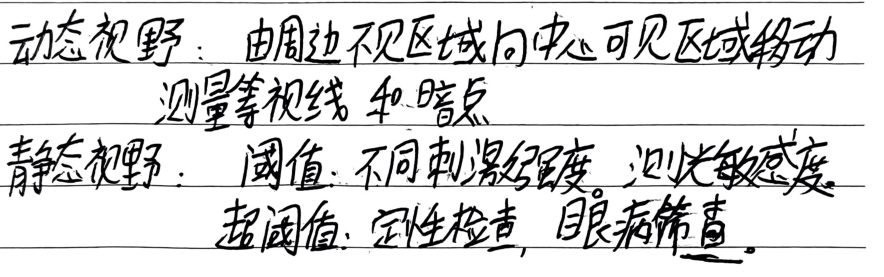 动态视野：由周边不见区域向中心可见区域移动
测量等视线和暗点
静态视野：阈值：不同刺激强度。测光敏感度。
超阈值：定性检查，眼病筛查。